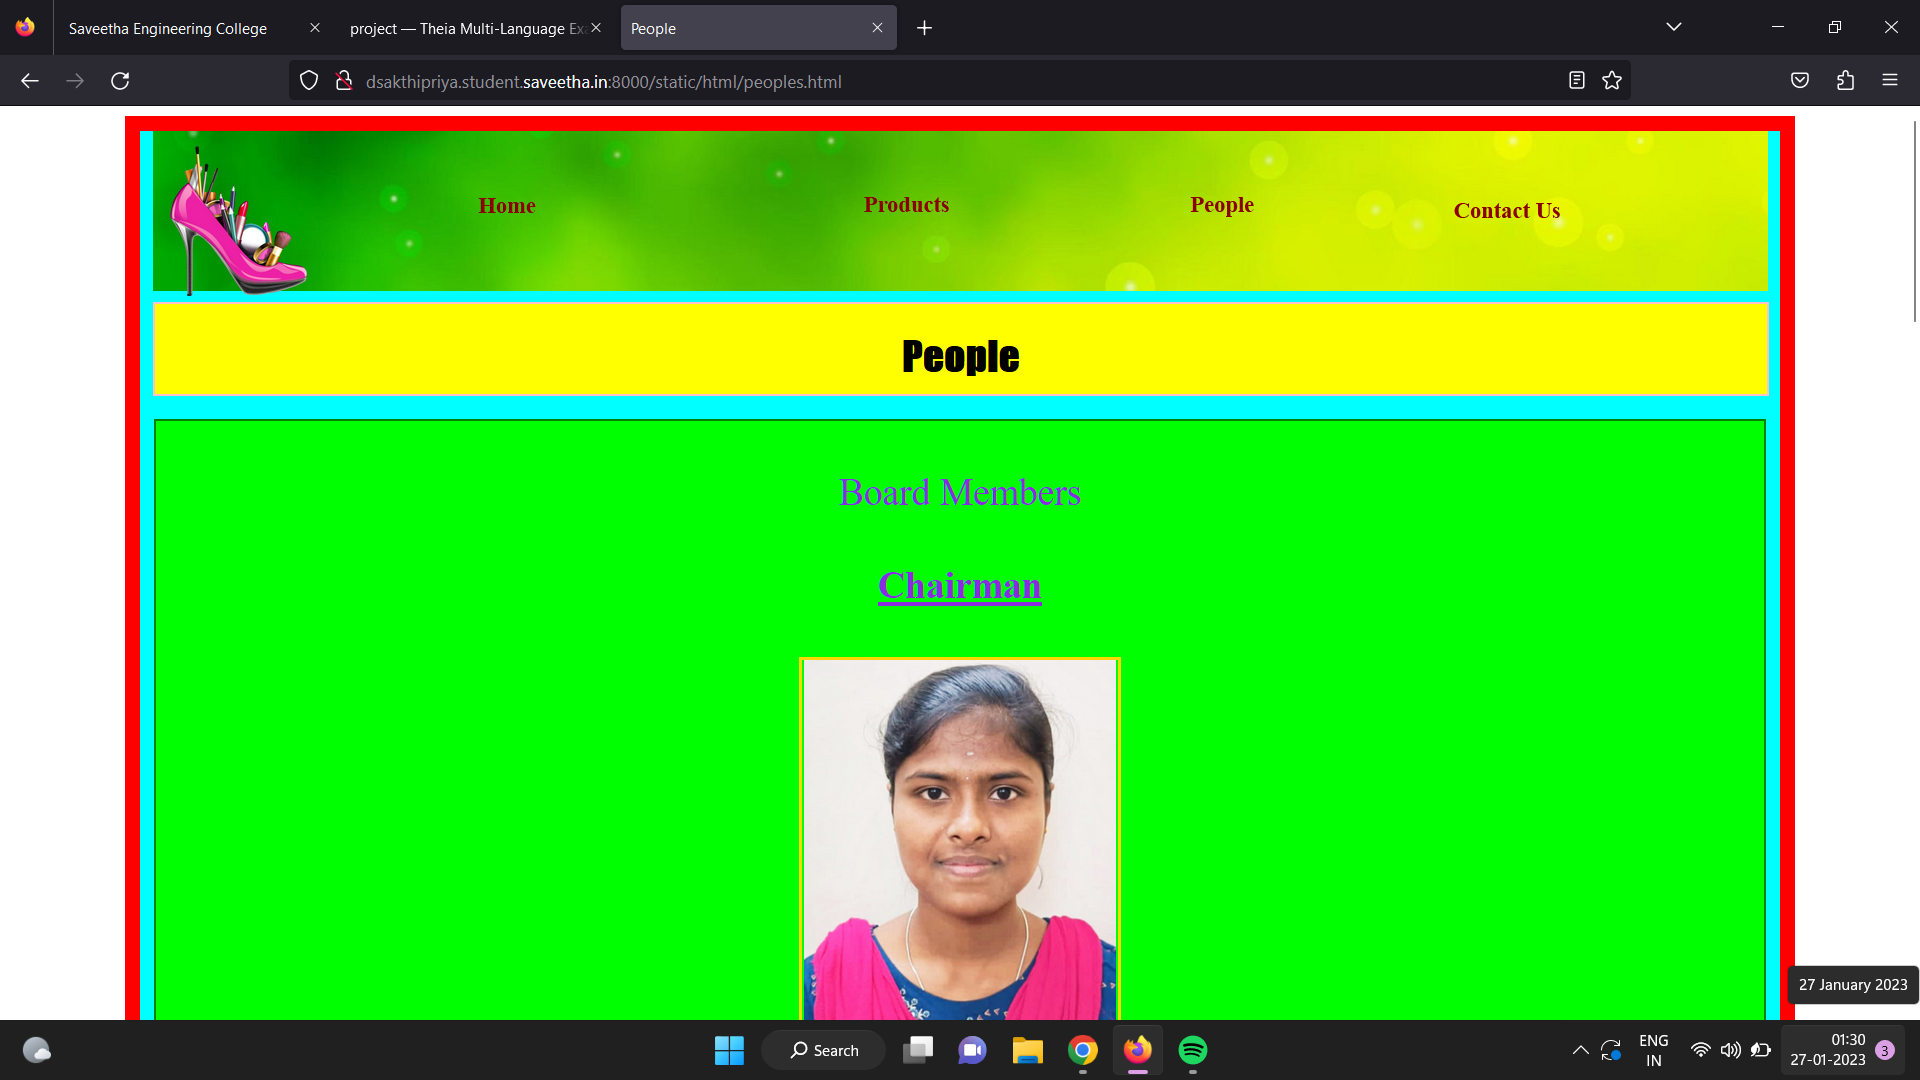 Saveetha Engineering College
project — Theia Multi-Language Exa
People
dsakthipriya.student.saveetha.in:8000/static/html/peoples.html
Home
Products
People
Contact Us
People
Board Members
Chairman
27 January 2023
Search
ENG
IN
01:30
27-01-2023
3